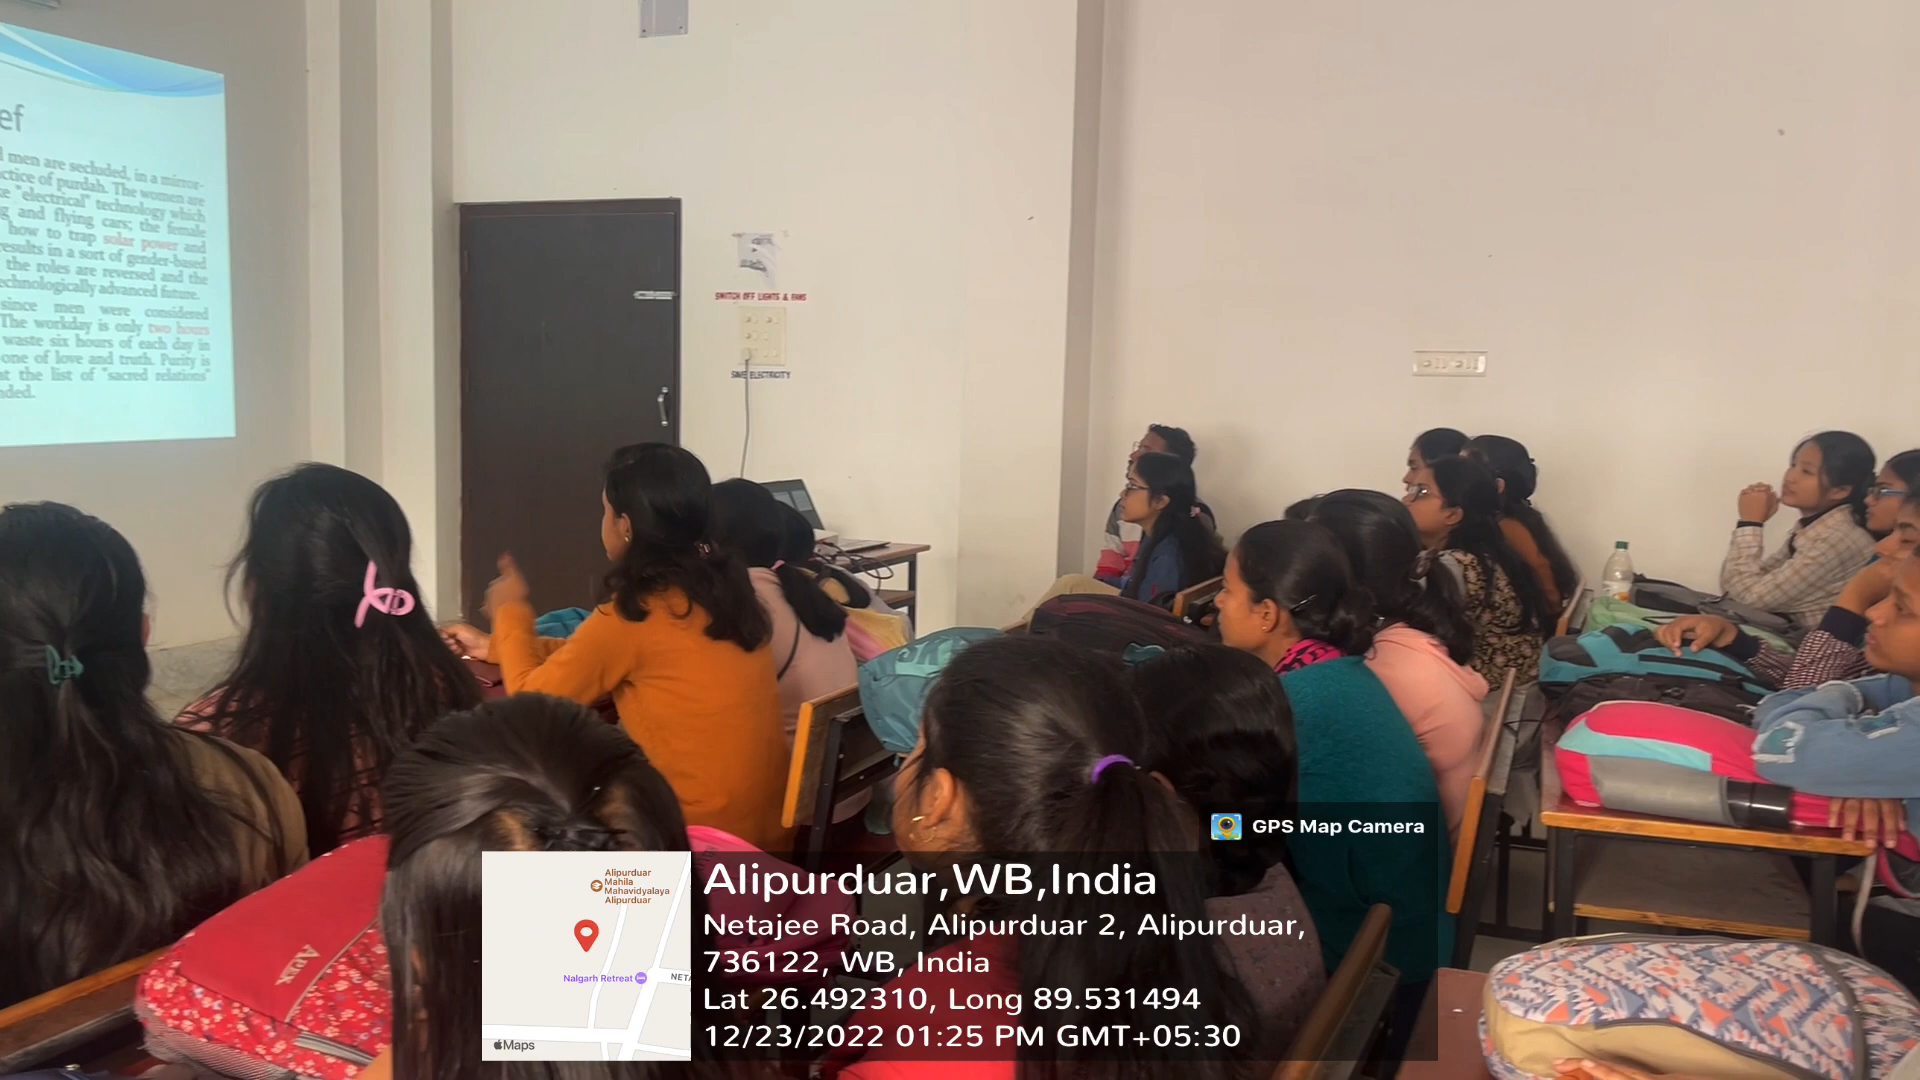 ef
men are secluded, in a mirror-
ctice of purdah. The women are
"electrical" technology which
g and flying cars; the female
how to trap solar power and
results in a sort of gender-based
the roles are reversed and the
echnologically advanced future.
since men were considered
The workday is only two hours
waste six hours of each day in
one of love and truth. Purity is
at the list of "sacred relations"
nded.
SWITCH OFF LIGHTS & FANS
SAVE ELECTRICITY
GPS Map Camera
Alipurduar
Mahila
Mahavidyalaya
Alipurduar
Nalgarh Retreat
NETA
Maps
Alipurduar,WB,India
Netajee Road, Alipurduar 2, Alipurduar,
736122, WB, India
Lat 26.492310, Long 89.531494
12/23/2022 01:25 PM GMT+05:30